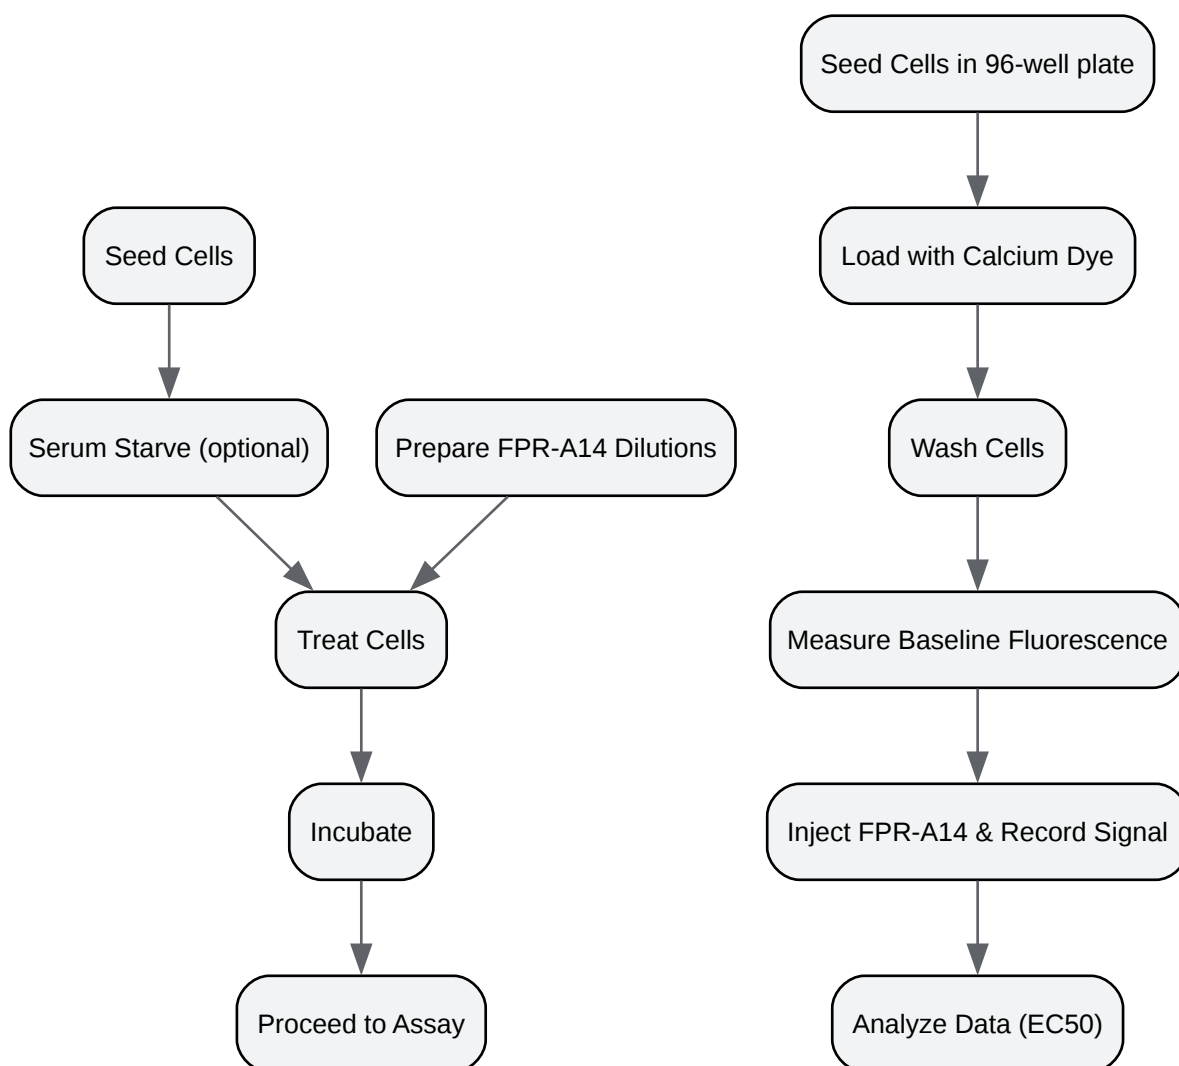 Seed Cells
Serum Starve (optional)
Prepare FPR-A14 Dilutions
Treat Cells
Incubate
Proceed to Assay
Seed Cells in 96-well plate
Load with Calcium Dye
Wash Cells
Measure Baseline Fluorescence
Inject FPR-A14 & Record Signal
Analyze Data (EC50)